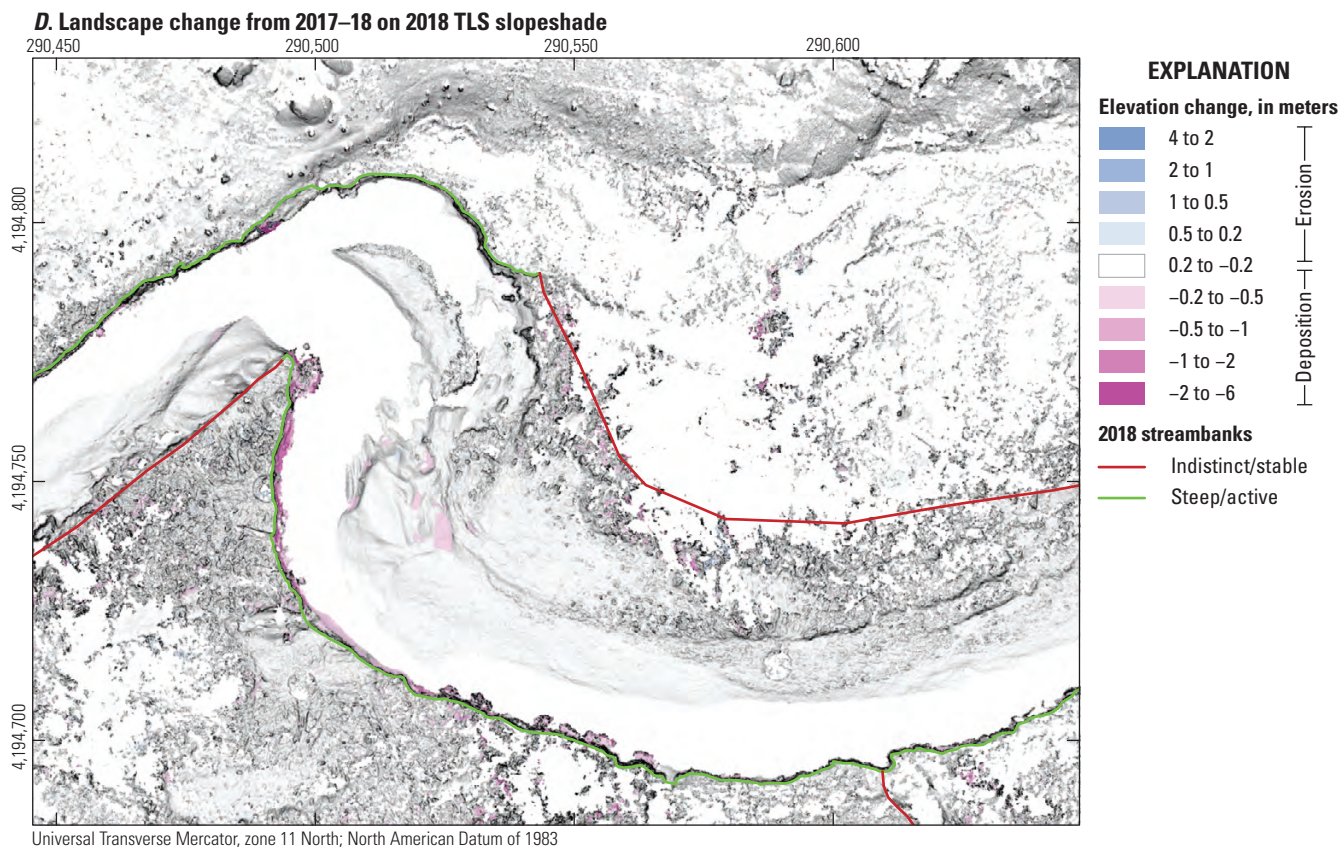 D. Landscape change from 2017–18 on 2018 TLS slopeshade
290,450 290,500 290,550 290,600
4,194,800
4,194,750
4,194,700
Universal Transverse Mercator, zone 11 North; North American Datum of 1983
EXPLANATION
Elevation change, in meters
4 to 2
2 to 1
1 to 0.5
0.5 to 0.2
0.2 to −0.2
−0.2 to −0.5
−0.5 to −1
−1 to −2
−2 to −6
Erosion
Deposition
2018 streambanks
Indistinct/stable
Steep/active